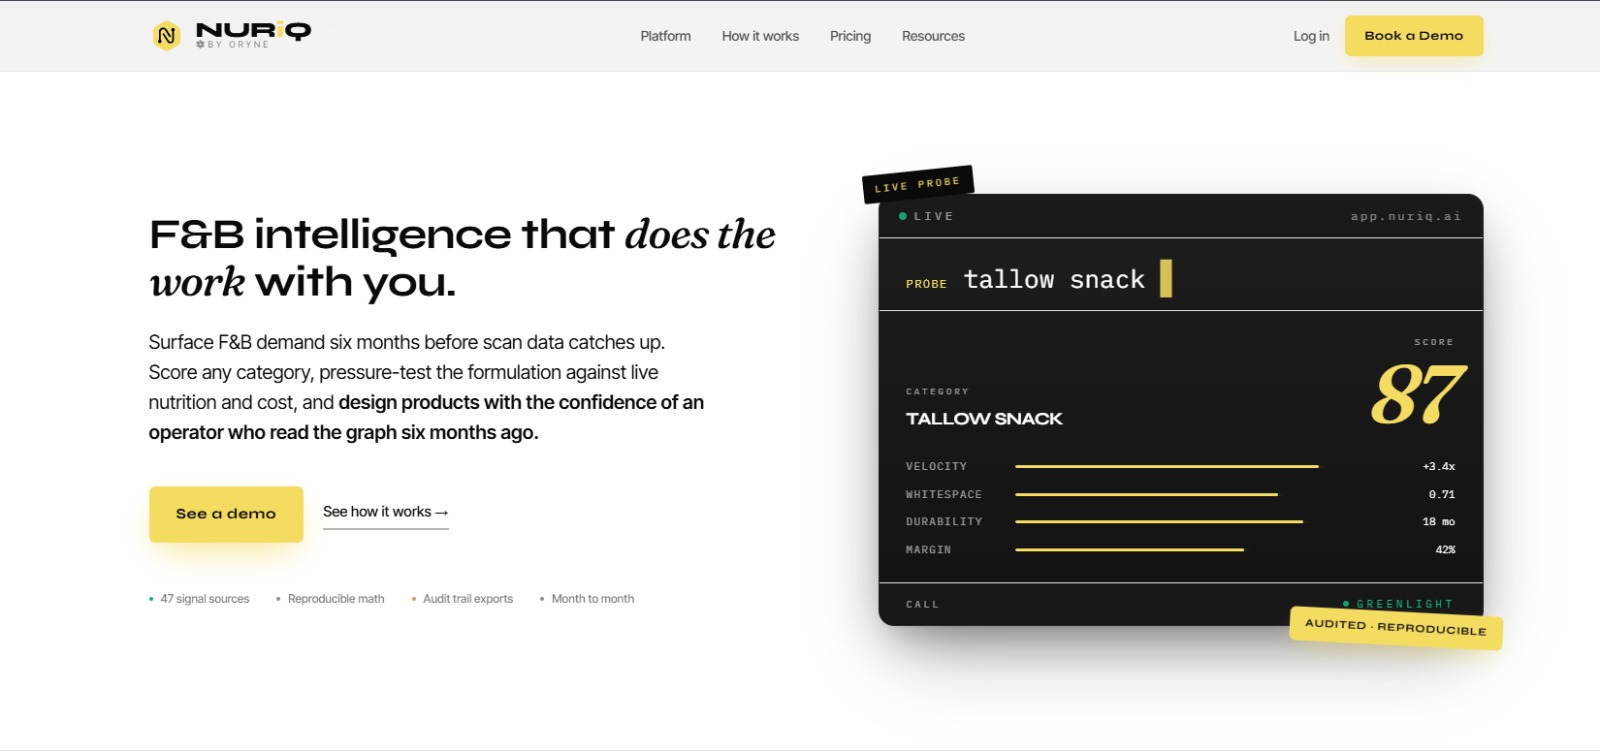 NURiQ
BY ORYNE
Platform
How it works
Pricing
Resources
Log in
Book a Demo
F&B intelligence that does the
work with you.
Surface F&B demand six months before scan data catches up.
Score any category, pressure-test the formulation against live
nutrition and cost, and design products with the confidence of an
operator who read the graph six months ago.
See a demo
See how it works →
47 signal sources
Reproducible math
Audit trail exports
Month to month
LIVE PROBE
LIVE
app.nuriq.ai
PROBE tallow snack
SCORE
87
CATEGORY
TALLOW SNACK
VELOCITY +3.4x
WHITESPACE 0.71
DURABILITY 18 mo
MARGIN 42%
CALL
GREENLIGHT
AUDITED · REPRODUCIBLE